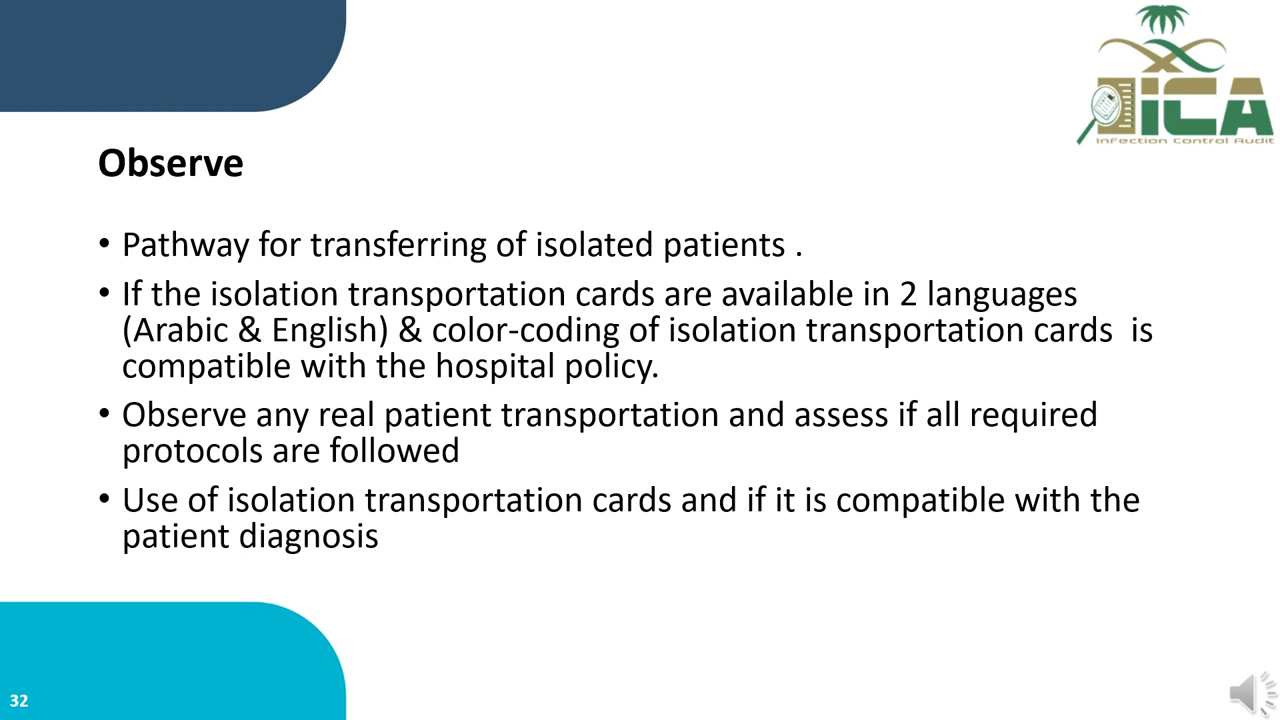 iCA
Infection Control Audit
Observe
• Pathway for transferring of isolated patients .
• If the isolation transportation cards are available in 2 languages
(Arabic & English) & color-coding of isolation transportation cards  is
compatible with the hospital policy.
• Observe any real patient transportation and assess if all required
protocols are followed
• Use of isolation transportation cards and if it is compatible with the
patient diagnosis
32